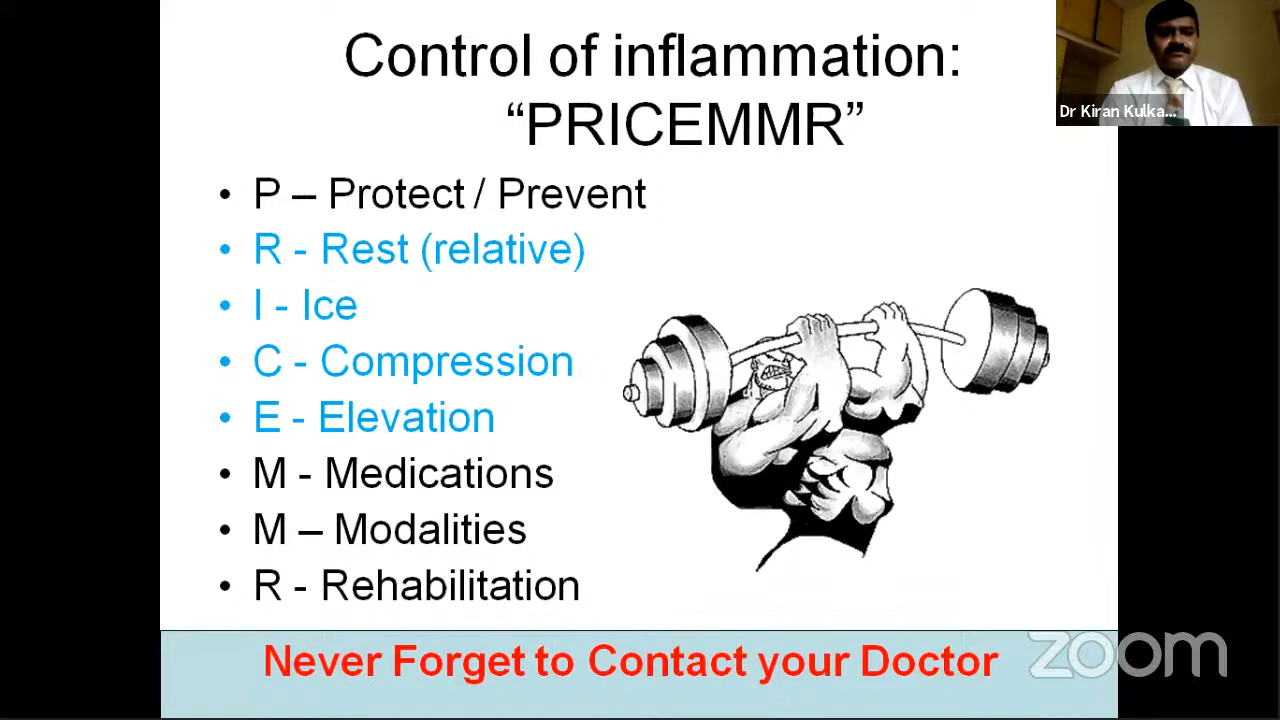 Control of inflammation:
“PRICEMMR”
Dr Kiran Kulka...
• P – Protect / Prevent
• R - Rest (relative)
• I - Ice
• C - Compression
• E - Elevation
• M - Medications
• M – Modalities
• R - Rehabilitation
Never Forget to Contact your Doctor
zoom